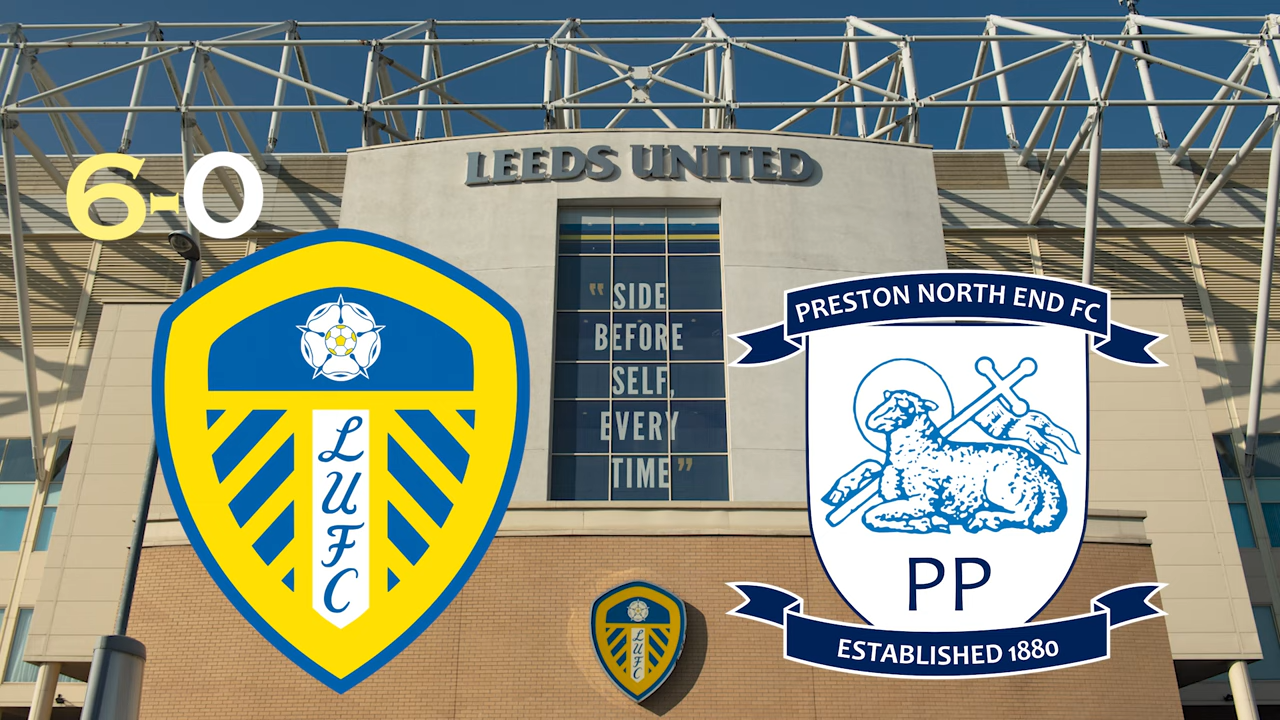 LEEDS UNITED
6-0
“SIDE
BEFORE
SELF,
EVERY
TIME”
LUFC
PRESTON NORTH END FC
PP
ESTABLISHED 1880
LUFC